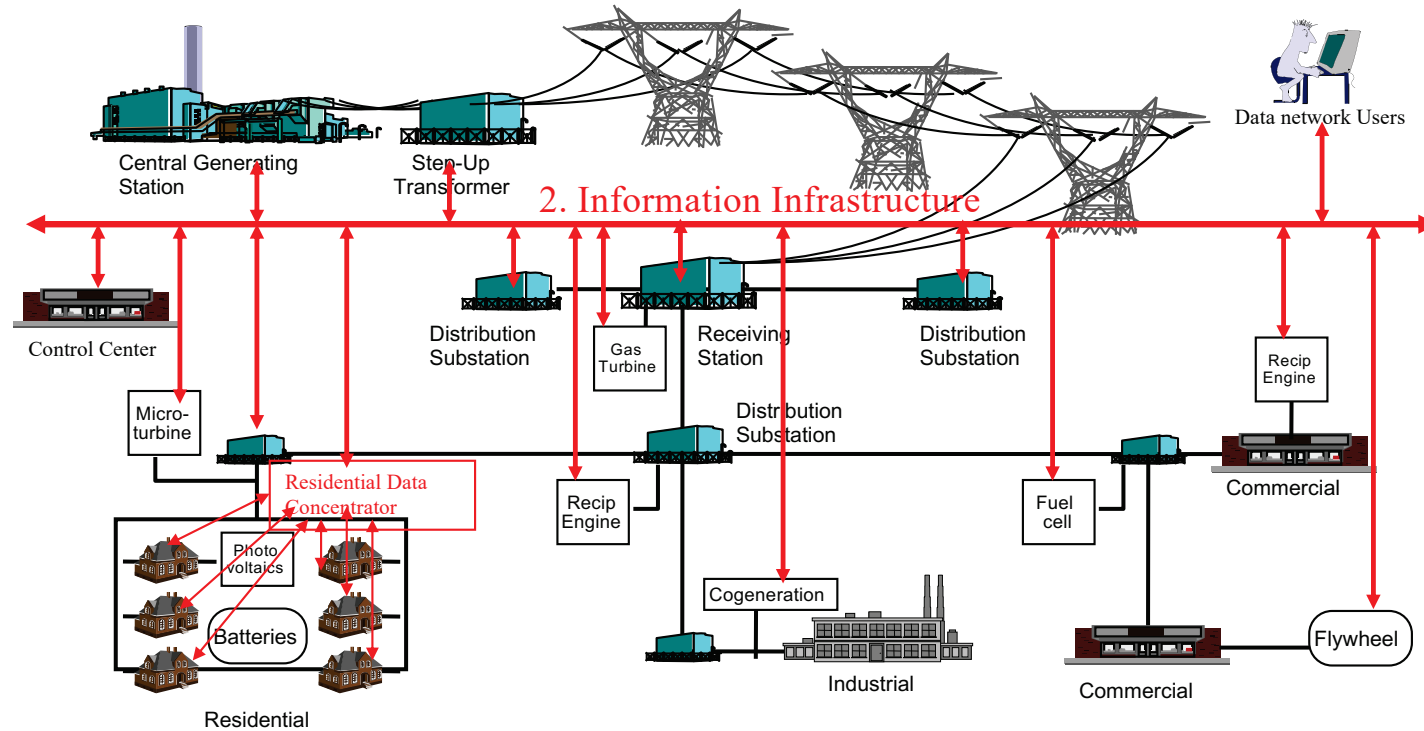 Data network Users
Central Generating
Station
Step-Up
Transformer
2. Information Infrastructure
Control Center
Distribution
Substation
Gas
Turbine
Receiving
Station
Distribution
Substation
Recip
Engine
Micro-
turbine
Distribution
Substation
Residential Data
Concentrator
Recip
Engine
Fuel
cell
Commercial
Photo
voltaics
Cogeneration
Batteries
Flywheel
Industrial
Commercial
Residential